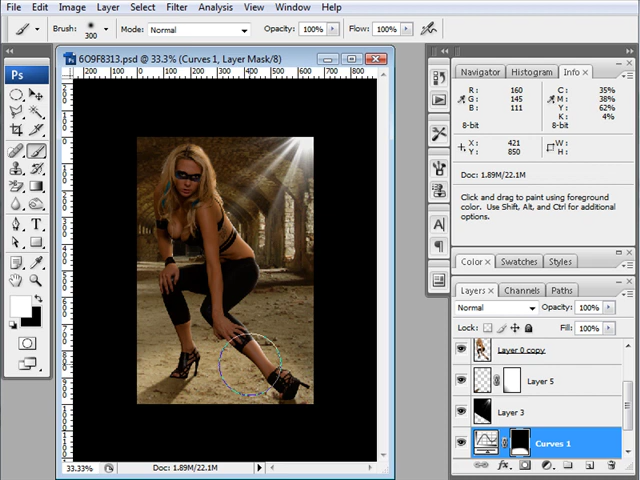 File Edit Image Layer Select Filter Analysis View Window Help
Brush: 300 Mode: Normal Opacity: 100% Flow: 100%
6O9F8313.psd @ 33.3% (Curves 1, Layer Mask/8)
Ps
200 100 0 100 200 300 400 500 600 700 800
Navigator Histogram Info
R: 160 C: 35%
G: 145 M: 38%
B: 111 Y: 62%
K: 4%
8-bit 8-bit
X: 421 W:
Y: 850 H:
Doc: 1.89M/22.1M
Click and drag to paint using foreground
color. Use Shift, Alt, and Ctrl for additional
options.
Color Swatches Styles
Layers Channels Paths
Normal Opacity: 100%
Lock: Fill: 100%
Layer 0 copy
Layer 5
Layer 3
Curves 1
33.33% Doc: 1.89M/22.1M